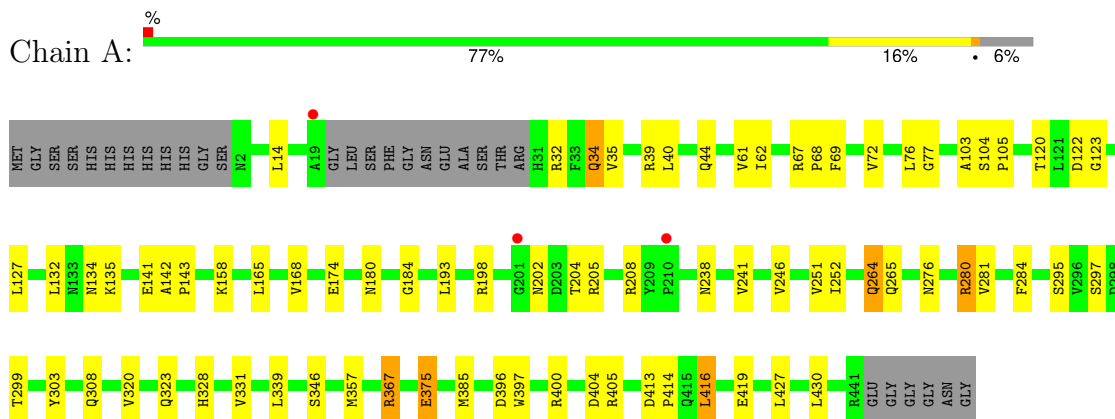 %
Chain A:
77% 16% • 6%
MET GLY SER SER HIS HIS HIS HIS HIS HIS GLY SER N2 L14 A19 GLY LEU SER PHE GLY ASN GLU ALA SER THR ARG H31 R32 F33 Q34 V35 R39 L40 Q44 V61 I62 R67 P68 F69 V72 L76 G77 A103 S104 P105 T120 L121 D122 G123
L127 L132 N133 N134 K135 E141 A142 P143 K158 L165 V168 E174 N180 G184 L193 R198 G201 N202 D203 T204 R205 R208 Y209 P210 N238 V241 V246 V251 I252 Q264 Q265 N276 R280 V281 F284 S295 V296 S297 D298
T299 Y303 Q308 V320 Q323 H328 V331 L339 S346 M357 R367 E375 M385 D396 W397 R400 D404 R405 D413 P414 Q415 L416 E419 L427 L430 R441 GLU GLY GLY GLY ASN GLY